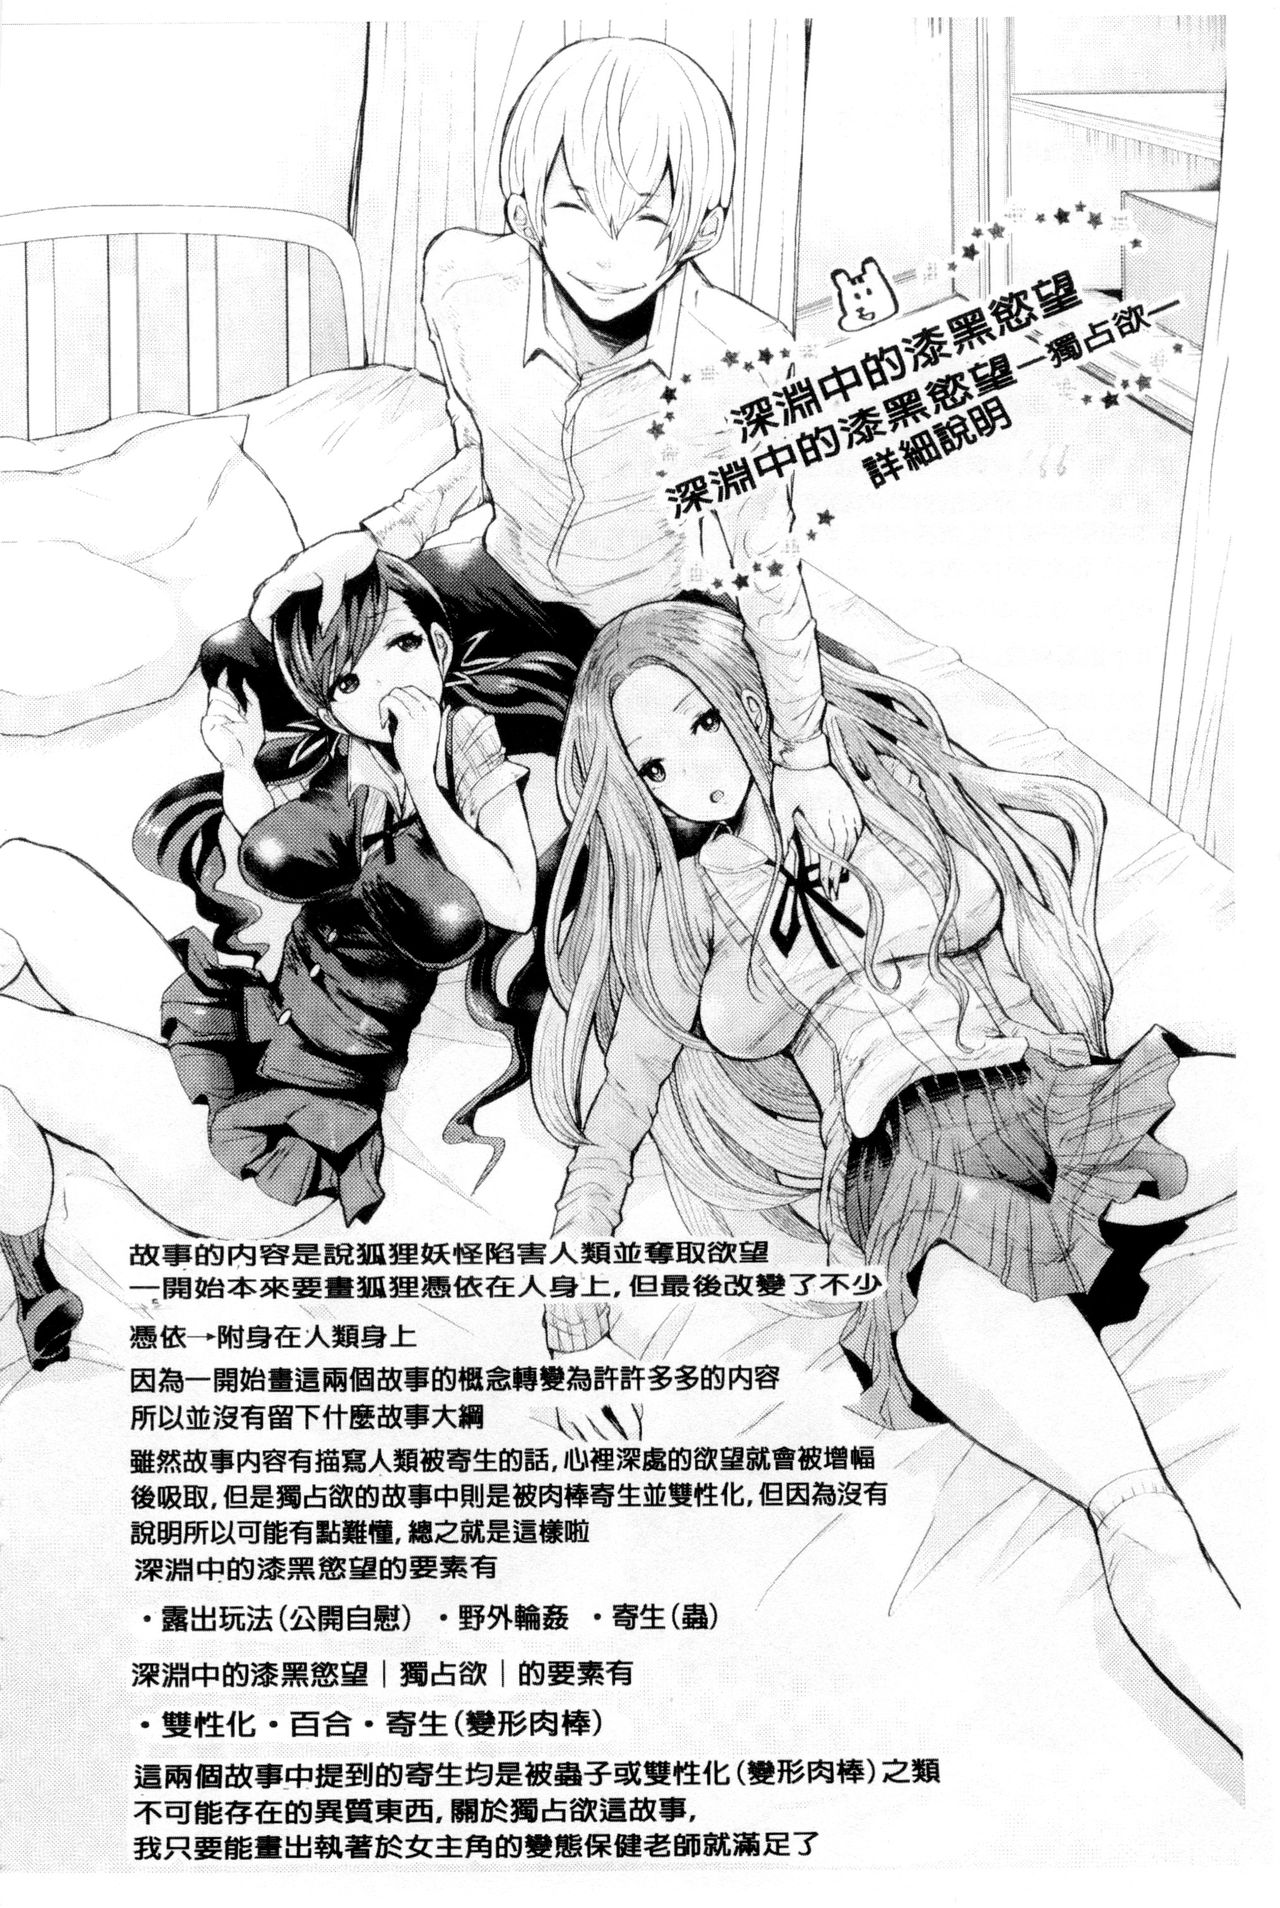 深淵中的漆黑慾望
深淵中的漆黑慾望—獨占欲—
詳細說明
故事的內容是說狐狸妖怪陷害人類並奪取欲望
一開始本來要畫狐狸憑依在人身上,但最後改變了不少
憑依→附身在人類身上
因為一開始畫這兩個故事的概念轉變為許許多多的內容
所以並沒有留下什麼故事大綱
雖然故事內容有描寫人類被寄生的話,心裡深處的欲望就會被增幅
後吸取,但是獨占欲的故事中則是被肉棒寄生並雙性化,但因為沒有
說明所以可能有點難懂,總之就是這樣啦
深淵中的漆黑慾望的要素有
・露出玩法(公開自慰) ・野外輪姦 ・寄生(蟲)
深淵中的漆黑慾望|獨占欲|的要素有
・雙性化・百合・寄生(變形肉棒)
這兩個故事中提到的寄生均是被蟲子或雙性化(變形肉棒)之類
不可能存在的異質東西,關於獨占欲這故事,
我只要能畫出執著於女主角的變態保健老師就滿足了